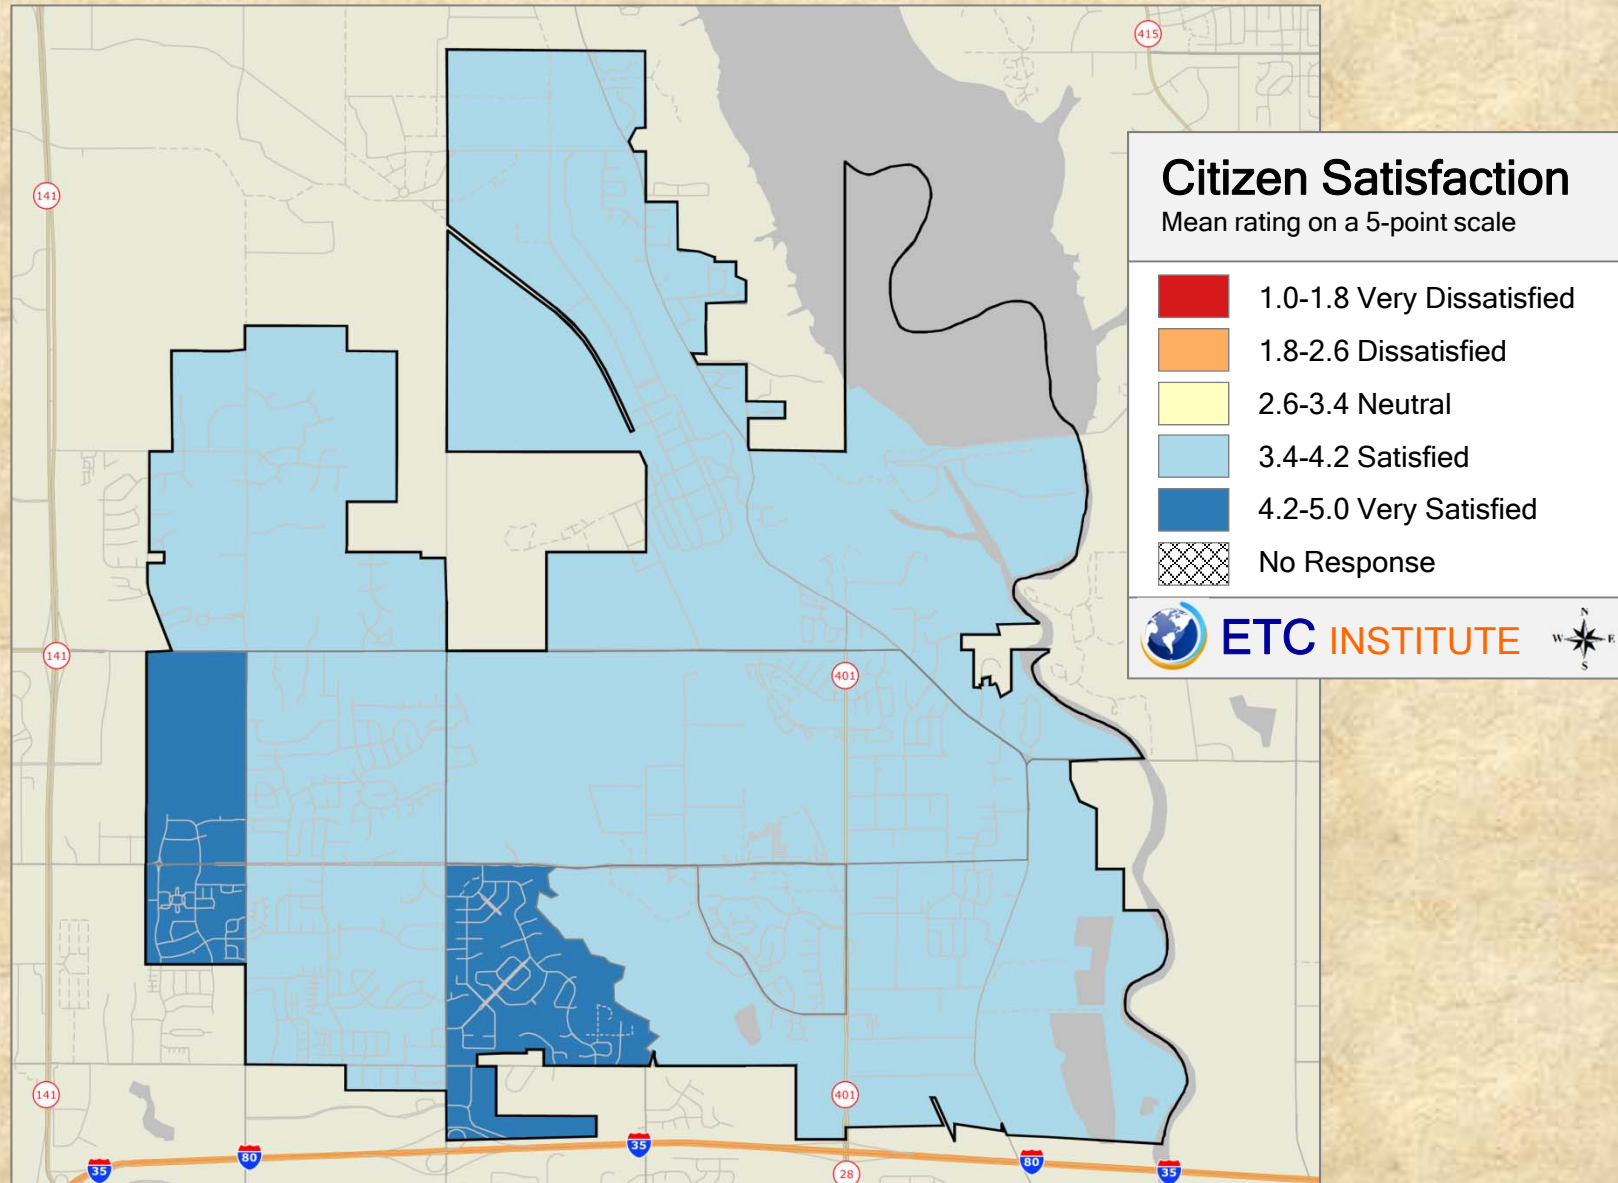 415
141
Citizen Satisfaction
Mean rating on a 5-point scale
1.0-1.8 Very Dissatisfied
1.8-2.6 Dissatisfied
2.6-3.4 Neutral
3.4-4.2 Satisfied
4.2-5.0 Very Satisfied
No Response
ETC INSTITUTE
N
W E
S
141
401
141
401
35
80
35
80
35
28